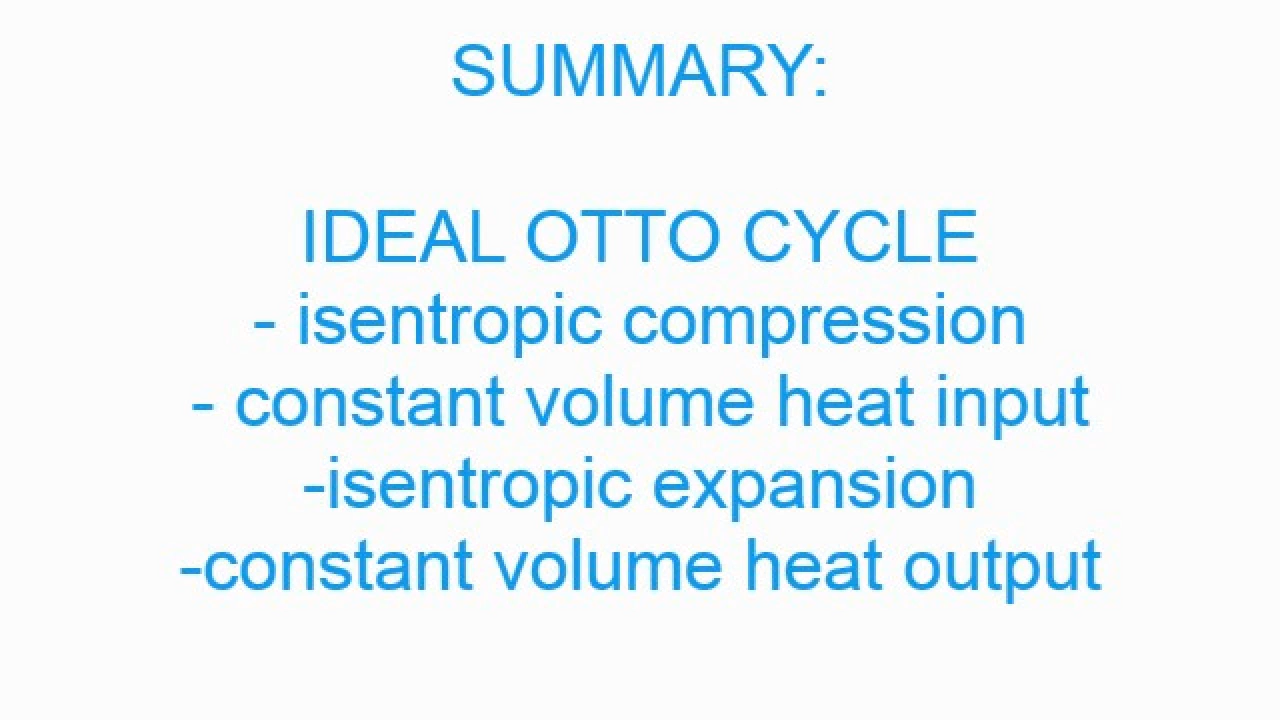 SUMMARY:
IDEAL OTTO CYCLE
- isentropic compression
- constant volume heat input
-isentropic expansion
-constant volume heat output